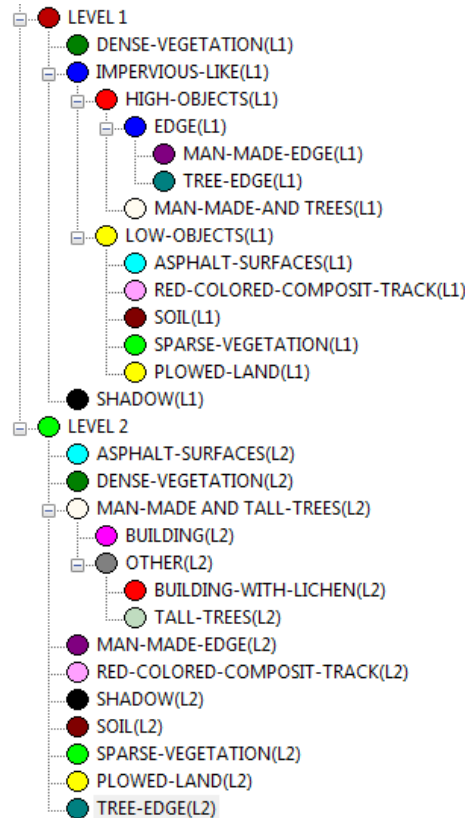 LEVEL 1
DENSE-VEGETATION(L1)
IMPERVIOUS-LIKE(L1)
HIGH-OBJECTS(L1)
EDGE(L1)
MAN-MADE-EDGE(L1)
TREE-EDGE(L1)
MAN-MADE-AND TREES(L1)
LOW-OBJECTS(L1)
ASPHALT-SURFACES(L1)
RED-COLORED-COMPOSIT-TRACK(L1)
SOIL(L1)
SPARSE-VEGETATION(L1)
PLOWED-LAND(L1)
SHADOW(L1)
LEVEL 2
ASPHALT-SURFACES(L2)
DENSE-VEGETATION(L2)
MAN-MADE AND TALL-TREES(L2)
BUILDING(L2)
OTHER(L2)
BUILDING-WITH-LICHEN(L2)
TALL-TREES(L2)
MAN-MADE-EDGE(L2)
RED-COLORED-COMPOSIT-TRACK(L2)
SHADOW(L2)
SOIL(L2)
SPARSE-VEGETATION(L2)
PLOWED-LAND(L2)
TREE-EDGE(L2)